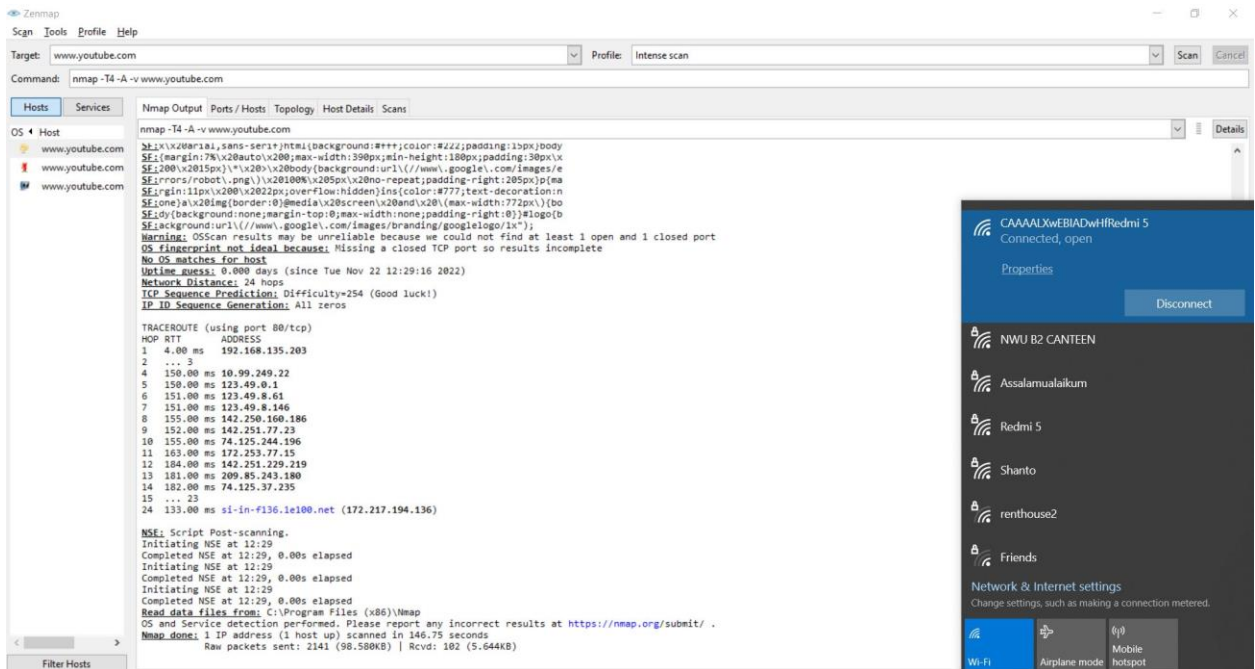 Zenmap
Scan Tools Profile Help
Target: www.youtube.com Profile: Intense scan Scan Cancel
Command: nmap -T4 -A -v www.youtube.com
Hosts Services
OS Host
www.youtube.com
www.youtube.com
www.youtube.com
Filter Hosts
Nmap Output Ports / Hosts Topology Host Details Scans
nmap -T4 -A -v www.youtube.com Details
SF:x\x20arial,sans-serif}html{background:#fff;color:#222;padding:15px}body
SF:{margin:7%\x20auto\x200;max-width:390px;min-height:180px;padding:30px\x
SF:200\x2015px}\*\x20>\x20body{background:url\(//www\.google\.com/images/e
SF:rrors/robot\.png\)\x20100%\x205px\x20no-repeat;padding-right:205px}p{ma
SF:rgin:11px\x200\x2022px;overflow:hidden}ins{color:#777;text-decoration:n
SF:one}a\x20img{border:0}@media\x20screen\x20and\x20\(max-width:772px\){bo
SF:dy{background:none;margin-top:0;max-width:none;padding-right:0}}#logo{b
SF:ackground:url\(//www\.google\.com/images/branding/googlelogo/1x");
Warning: OSScan results may be unreliable because we could not find at least 1 open and 1 closed port
OS fingerprint not ideal because: Missing a closed TCP port so results incomplete
No OS matches for host
Uptime guess: 0.000 days (since Tue Nov 22 12:29:16 2022)
Network Distance: 24 hops
TCP Sequence Prediction: Difficulty=254 (Good luck!)
IP ID Sequence Generation: All zeros
TRACEROUTE (using port 80/tcp)
HOP RTT ADDRESS
1 4.00 ms 192.168.135.203
2 ... 3
4 150.00 ms 10.99.249.22
5 150.00 ms 123.49.0.1
6 151.00 ms 123.49.8.61
7 151.00 ms 123.49.8.146
8 155.00 ms 142.250.160.186
9 152.00 ms 142.251.77.23
10 155.00 ms 74.125.244.196
11 163.00 ms 172.253.77.15
12 184.00 ms 142.251.229.219
13 181.00 ms 209.85.243.180
14 182.00 ms 74.125.37.235
15 ... 23
24 133.00 ms si-in-f136.1e100.net (172.217.194.136)
NSE: Script Post-scanning.
Initiating NSE at 12:29
Completed NSE at 12:29, 0.00s elapsed
Initiating NSE at 12:29
Completed NSE at 12:29, 0.00s elapsed
Initiating NSE at 12:29
Completed NSE at 12:29, 0.00s elapsed
Read data files from: C:\Program Files (x86)\Nmap
OS and Service detection performed. Please report any incorrect results at https://nmap.org/submit/ .
Nmap done: 1 IP address (1 host up) scanned in 146.75 seconds
Raw packets sent: 2141 (98.580KB) | Rcvd: 102 (5.644KB)
CAAAALXwEBIADwHfRedmi 5
Connected, open
Properties
Disconnect
NWU B2 CANTEEN
Assalamualaikum
Redmi 5
Shanto
renthouse2
Friends
Network & Internet settings
Change settings, such as making a connection metered.
Wi-Fi
Airplane mode
Mobile
hotspot